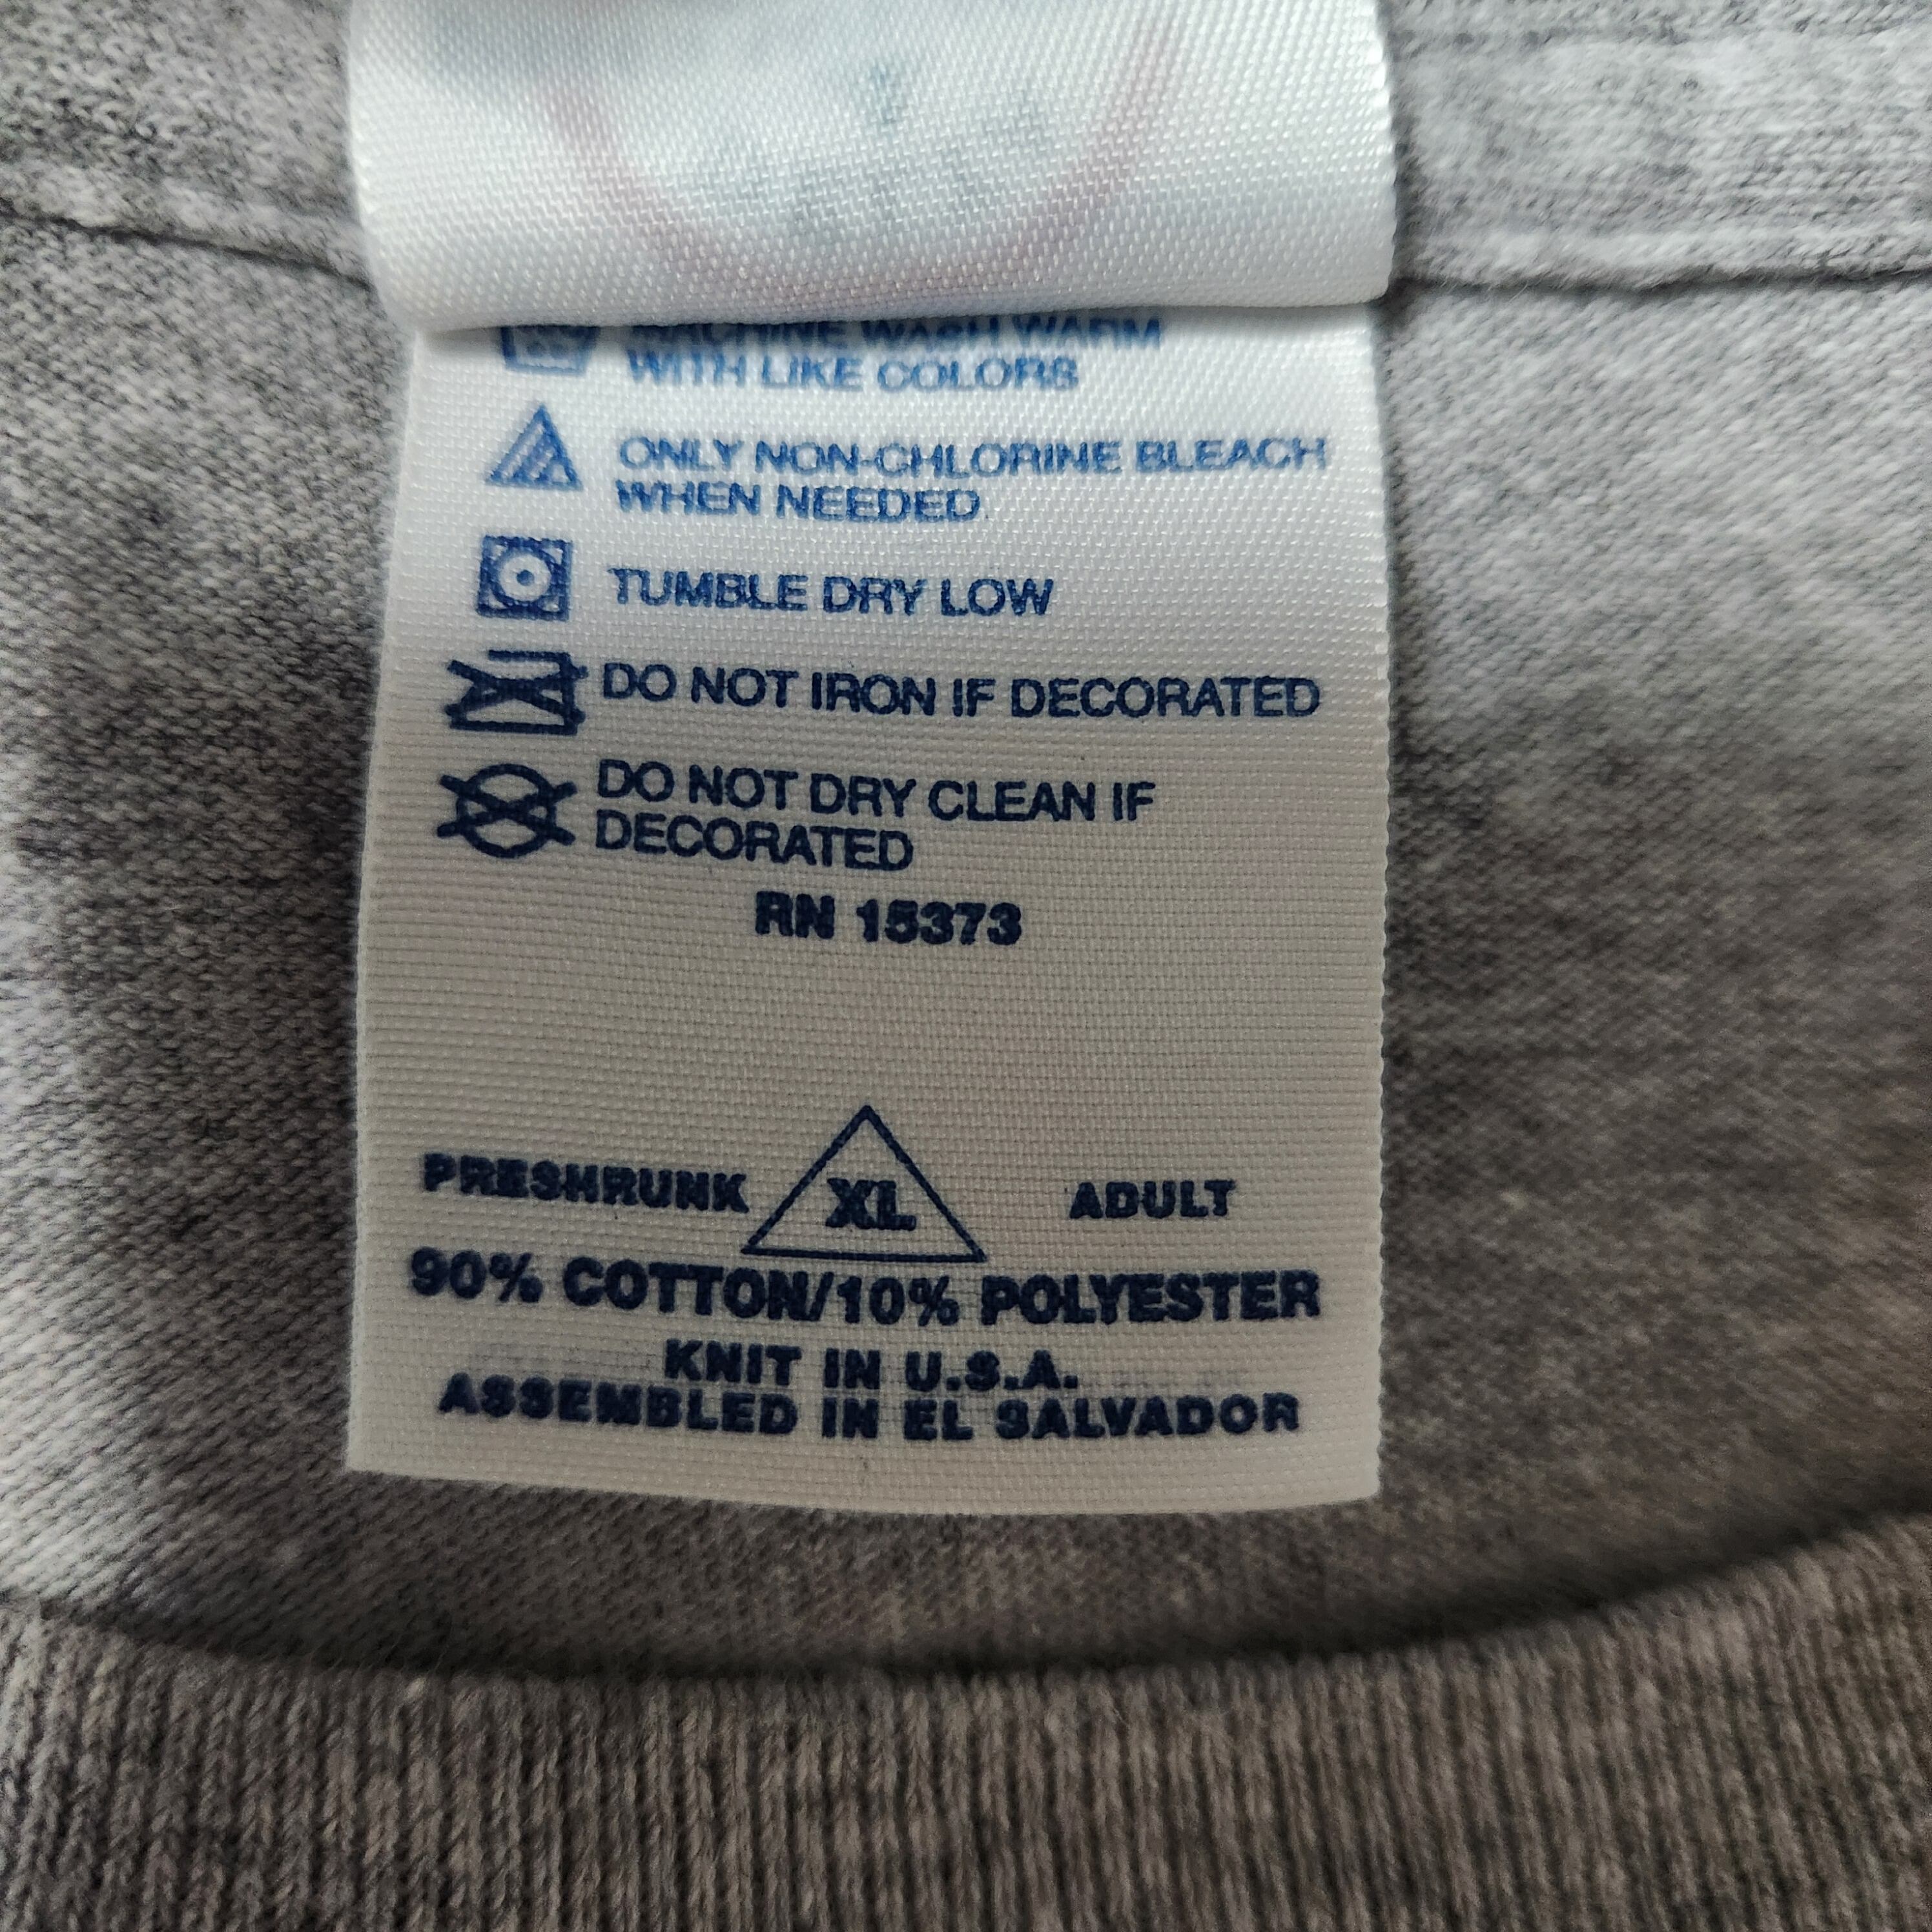 MACHINE WASH WARM
WITH LIKE COLORS
ONLY NON-CHLORINE BLEACH
WHEN NEEDED
TUMBLE DRY LOW
DO NOT IRON IF DECORATED
DO NOT DRY CLEAN IF
DECORATED
RN 15373
PRESHRUNK XL ADULT
90% COTTON/10% POLYESTER
KNIT IN U.S.A.
ASSEMBLED IN EL SALVADOR